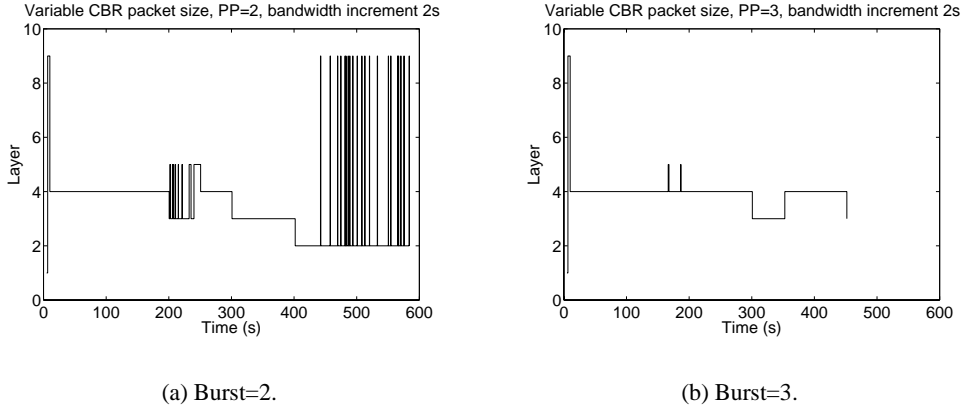 Variable CBR packet size, PP=2, bandwidth increment 2s
10
8
6
4
2
0
Layer
0 100 200 300 400 500 600
Time (s)
(a) Burst=2.
Variable CBR packet size, PP=3, bandwidth increment 2s
10
8
6
4
2
0
Layer
0 100 200 300 400 500 600
Time (s)
(b) Burst=3.